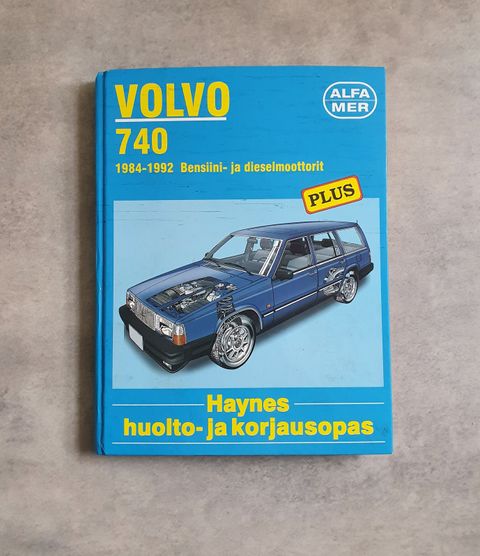 VOLVO
740
1984-1992 Bensiini- ja dieselmoottorit
ALFA
MER
PLUS
Haynes
huolto- ja korjausopas